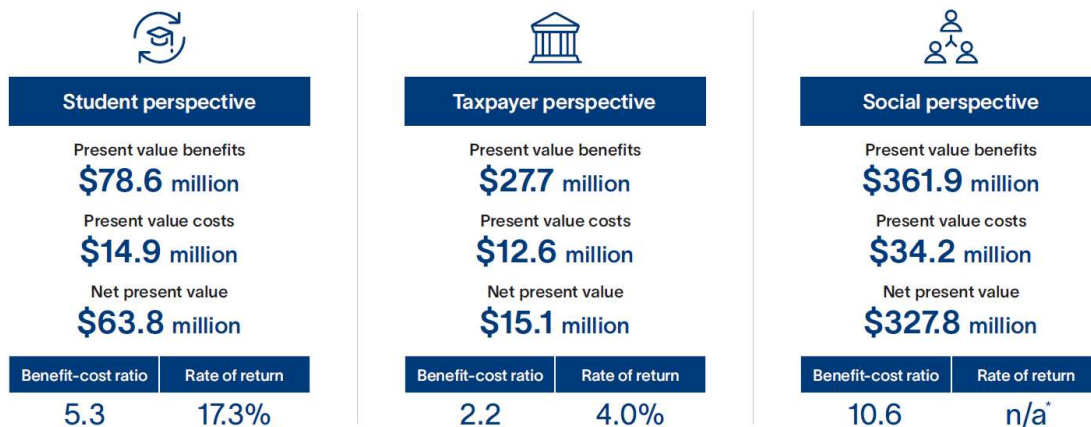 Student perspective
Present value benefits
$78.6 million
Present value costs
$14.9 million
Net present value
$63.8 million
Benefit-cost ratio
Rate of return
5.3
17.3%
Taxpayer perspective
Present value benefits
$27.7 million
Present value costs
$12.6 million
Net present value
$15.1 million
Benefit-cost ratio
Rate of return
2.2
4.0%
Social perspective
Present value benefits
$361.9 million
Present value costs
$34.2 million
Net present value
$327.8 million
Benefit-cost ratio
Rate of return
10.6
n/a*